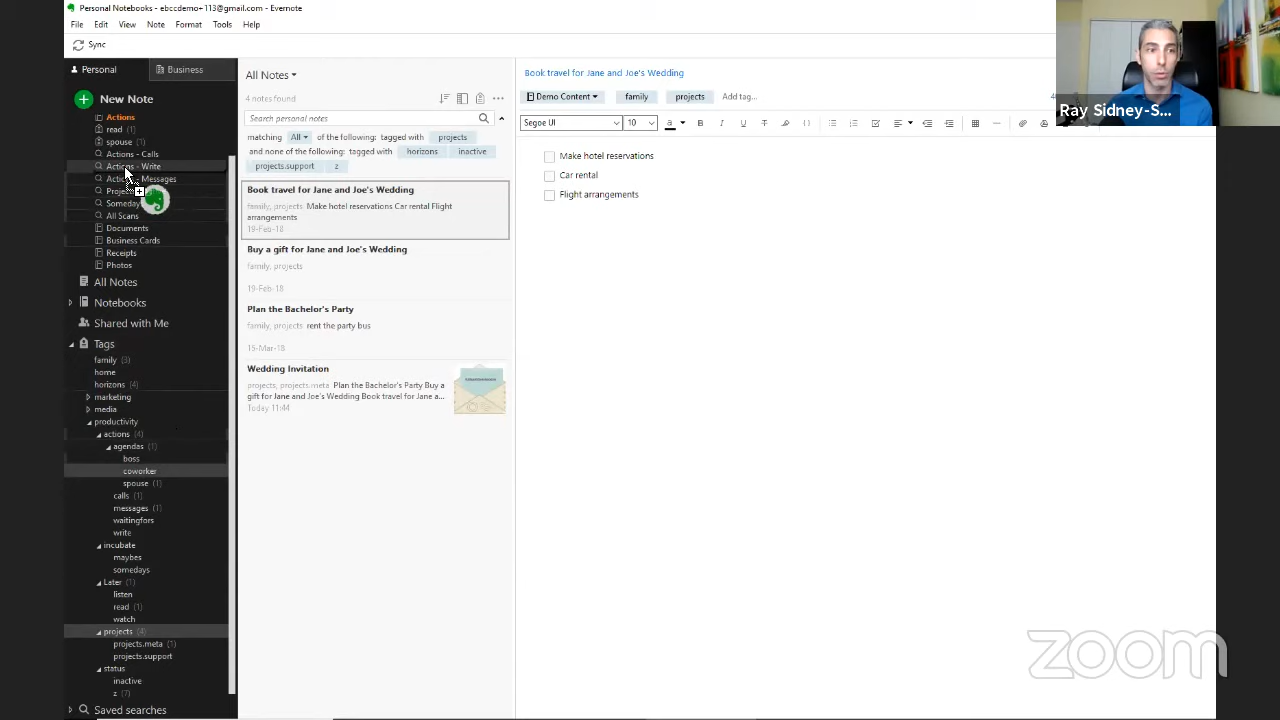 Personal Notebooks - ebccdemo+113@gmail.com - Evernote
File Edit View Note Format Tools Help
Sync
Personal Business
New Note
Actions
read (1)
spouse (1)
Actions - Calls
Actions - Write
Messages
All Scans
Documents
Business Cards
Receipts
Photos
All Notes
Notebooks
Shared with Me
Tags
family (3)
home
horizons (4)
marketing
media
productivity
actions (4)
agendas (1)
boss
coworker
spouse (1)
calls (1)
messages (1)
waitingfors
write
incubate
maybes
somedays
Later (1)
listen
read (1)
watch
projects (4)
projects.meta (1)
projects.support
status
inactive
z (7)
Saved searches
All Notes
4 notes found
Search personal notes
matching All of the following: tagged with projects
and none of the following: tagged with horizons inactive
projects.support z
Book travel for Jane and Joe's Wedding
family, projects Make hotel reservations Car rental Flight
arrangements
19-Feb-18
Buy a gift for Jane and Joe's Wedding
family, projects
19-Feb-18
Plan the Bachelor's Party
family, projects rent the party bus
15-Mar-18
Wedding Invitation
projects, projects.meta Plan the Bachelor's Party Buy a
gift for Jane and Joe's Wedding Book travel for Jane a...
Today 11:44
Book travel for Jane and Joe's Wedding
Demo Content family projects Add tag...
Segoe UI 10 a B I U T
Make hotel reservations
Car rental
Flight arrangements
Ray Sidney-S...
zoom